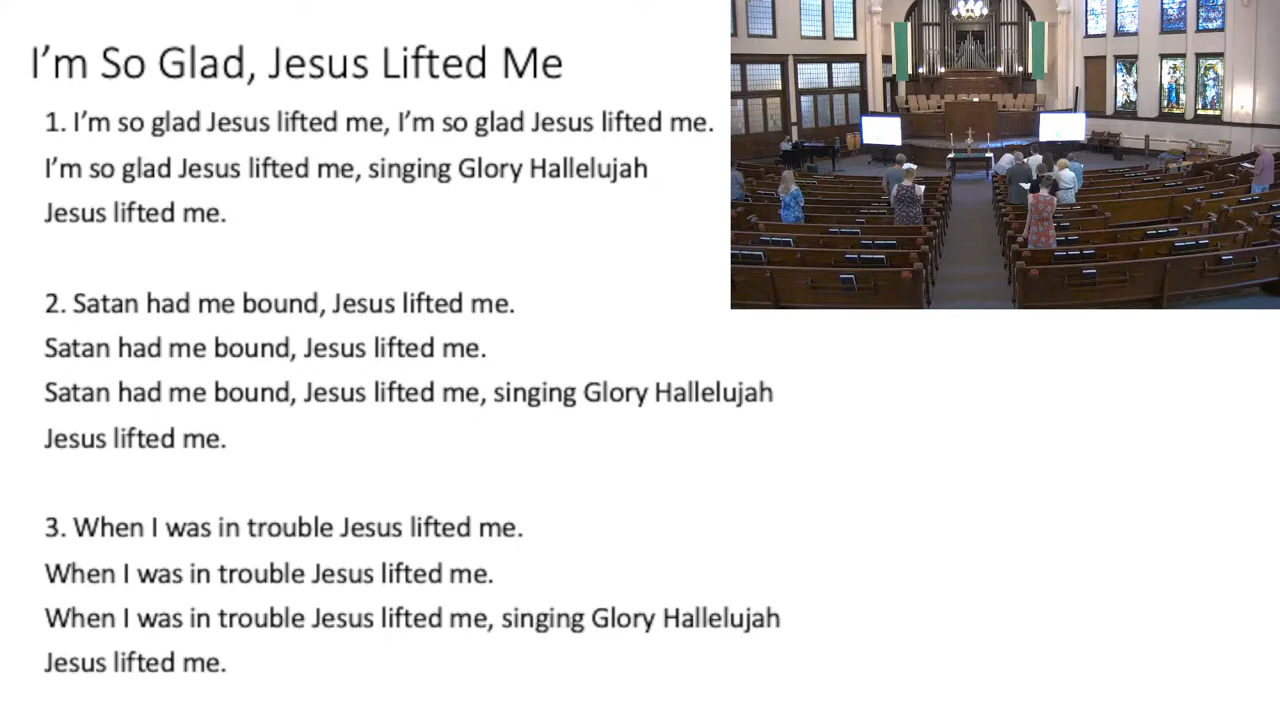 I'm So Glad, Jesus Lifted Me
1. I'm so glad Jesus lifted me, I'm so glad Jesus lifted me.
I'm so glad Jesus lifted me, singing Glory Hallelujah
Jesus lifted me.
2. Satan had me bound, Jesus lifted me.
Satan had me bound, Jesus lifted me.
Satan had me bound, Jesus lifted me, singing Glory Hallelujah
Jesus lifted me.
3. When I was in trouble Jesus lifted me.
When I was in trouble Jesus lifted me.
When I was in trouble Jesus lifted me, singing Glory Hallelujah
Jesus lifted me.